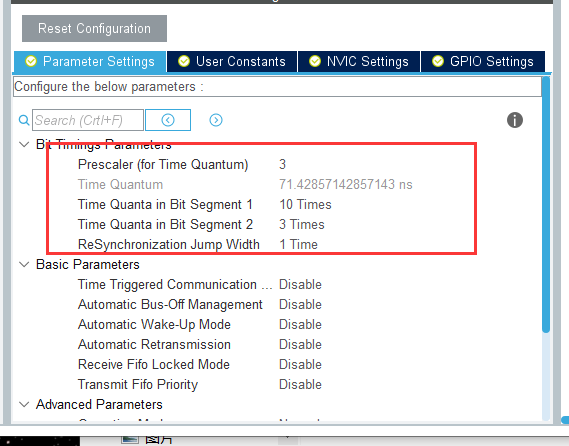 Reset Configuration
Parameter Settings User Constants NVIC Settings GPIO Settings
Configure the below parameters :
Search (Crtl+F)
Bit Timings Parameters
Prescaler (for Time Quantum) 3
Time Quantum 71.42857142857143 ns
Time Quanta in Bit Segment 1 10 Times
Time Quanta in Bit Segment 2 3 Times
ReSynchronization Jump Width 1 Time
Basic Parameters
Time Triggered Communication ... Disable
Automatic Bus-Off Management Disable
Automatic Wake-Up Mode Disable
Automatic Retransmission Disable
Receive Fifo Locked Mode Disable
Transmit Fifo Priority Disable
Advanced Parameters
图片